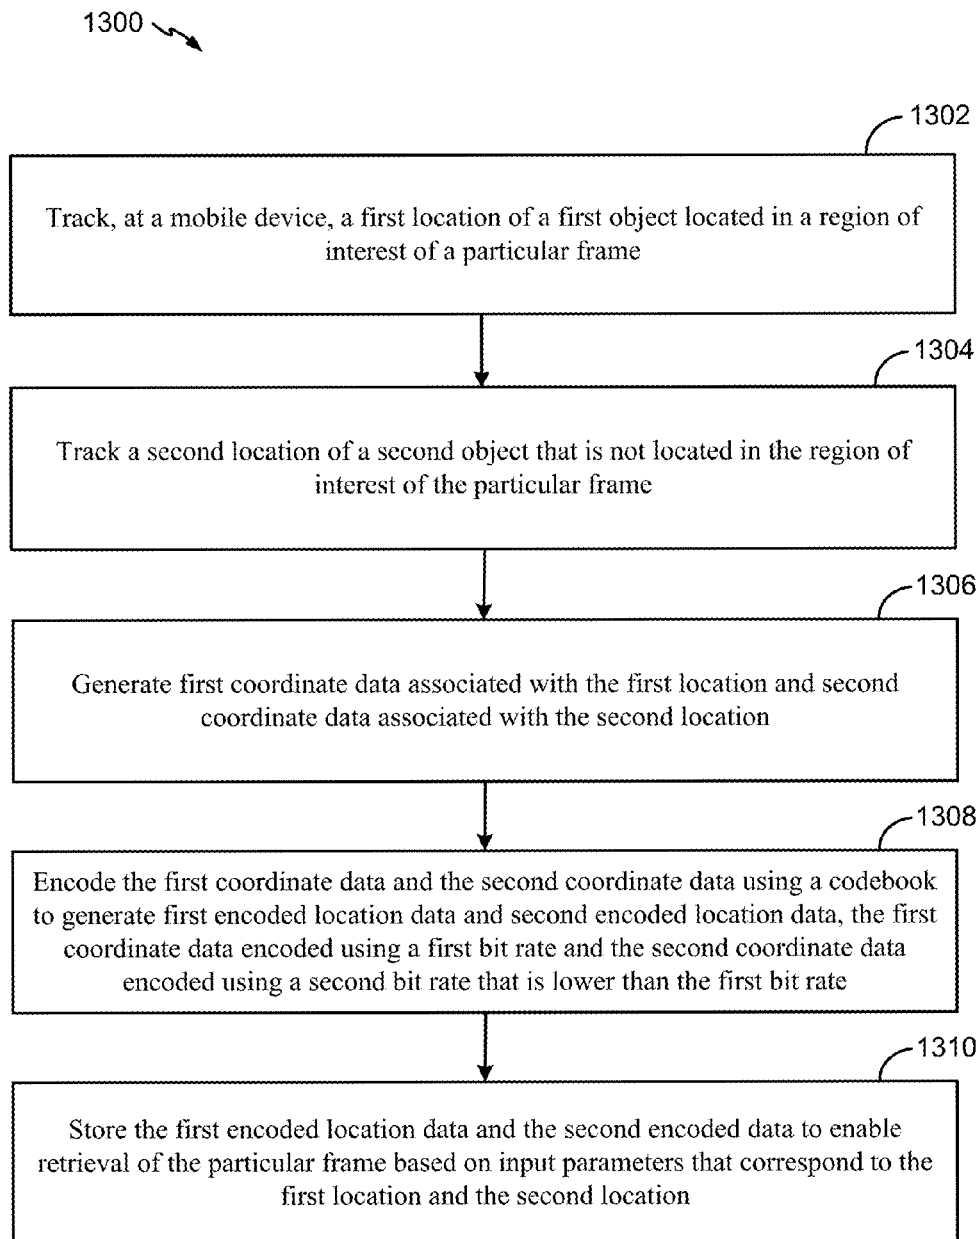 1300
1302
Track, at a mobile device, a first location of a first object located in a region of
interest of a particular frame
1304
Track a second location of a second object that is not located in the region of
interest of the particular frame
1306
Generate first coordinate data associated with the first location and second
coordinate data associated with the second location
1308
Encode the first coordinate data and the second coordinate data using a codebook
to generate first encoded location data and second encoded location data, the first
coordinate data encoded using a first bit rate and the second coordinate data
encoded using a second bit rate that is lower than the first bit rate
1310
Store the first encoded location data and the second encoded data to enable
retrieval of the particular frame based on input parameters that correspond to the
first location and the second location